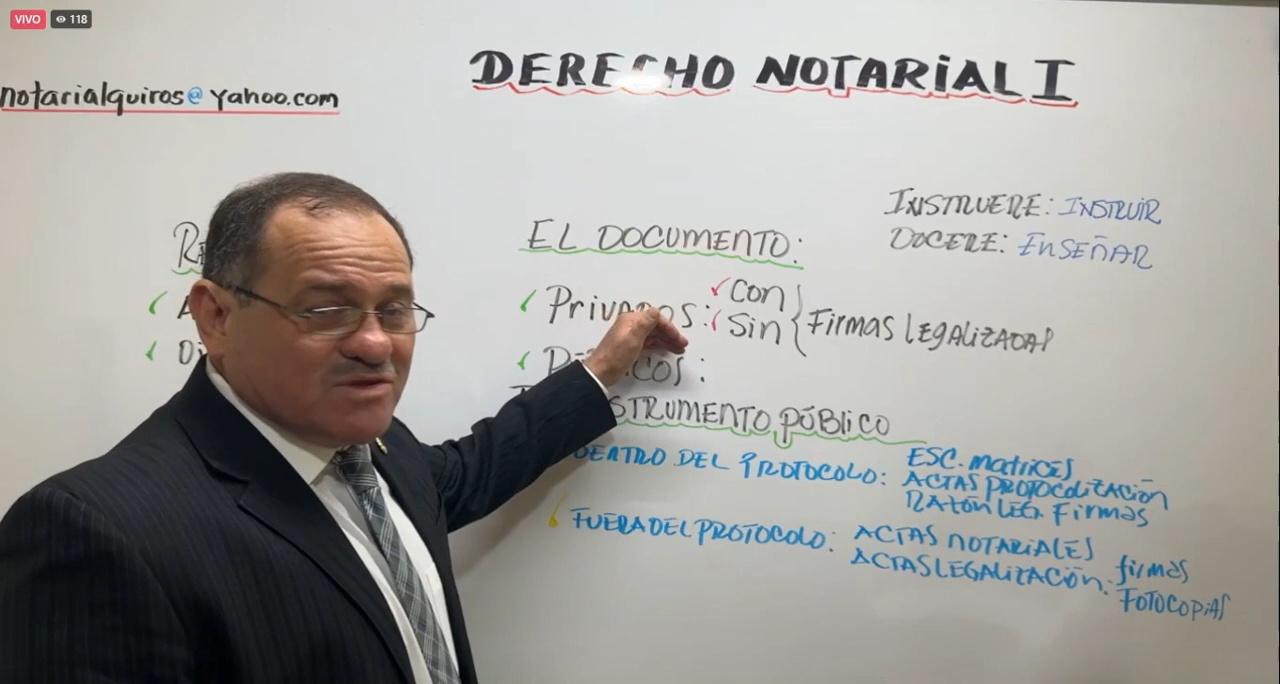 VIVO 118
DERECHO NOTARIAL I
notarialquiros@yahoo.com
INSTRUERE: INSTRUIR
DOCERE: ENSEÑAR
EL DOCUMENTO:
Privados: Con
Sin
Firmas LEGALIZADAS
INSTRUMENTO PÚBLICO
DENTRO DEL PROTOCOLO: ESC. MATRICES
ACTAS PROTOCOLIZACIÓN
RAZÓN LEG. FIRMAS
FUERA DEL PROTOCOLO: ACTAS NOTARIALES
ACTAS LEGALIZACIÓN: firmas
FOTOCOPIAS